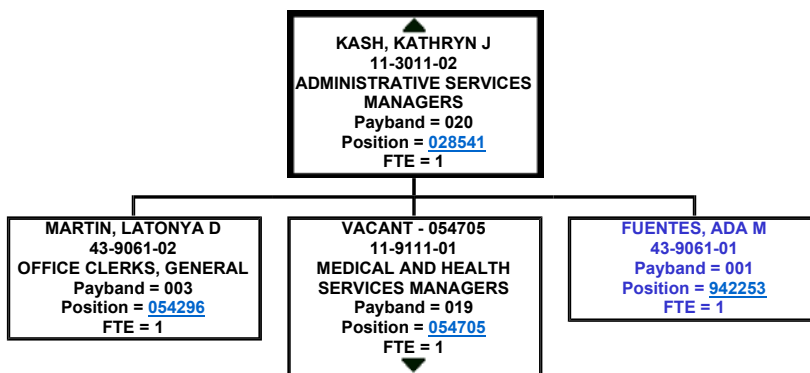 KASH, KATHRYN J
11-3011-02
ADMINISTRATIVE SERVICES
MANAGERS
Payband = 020
Position = 028541
FTE = 1
MARTIN, LATONYA D
43-9061-02
OFFICE CLERKS, GENERAL
Payband = 003
Position = 054296
FTE = 1
VACANT - 054705
11-9111-01
MEDICAL AND HEALTH
SERVICES MANAGERS
Payband = 019
Position = 054705
FTE = 1
FUENTES, ADA M
43-9061-01
Payband = 001
Position = 942253
FTE = 1